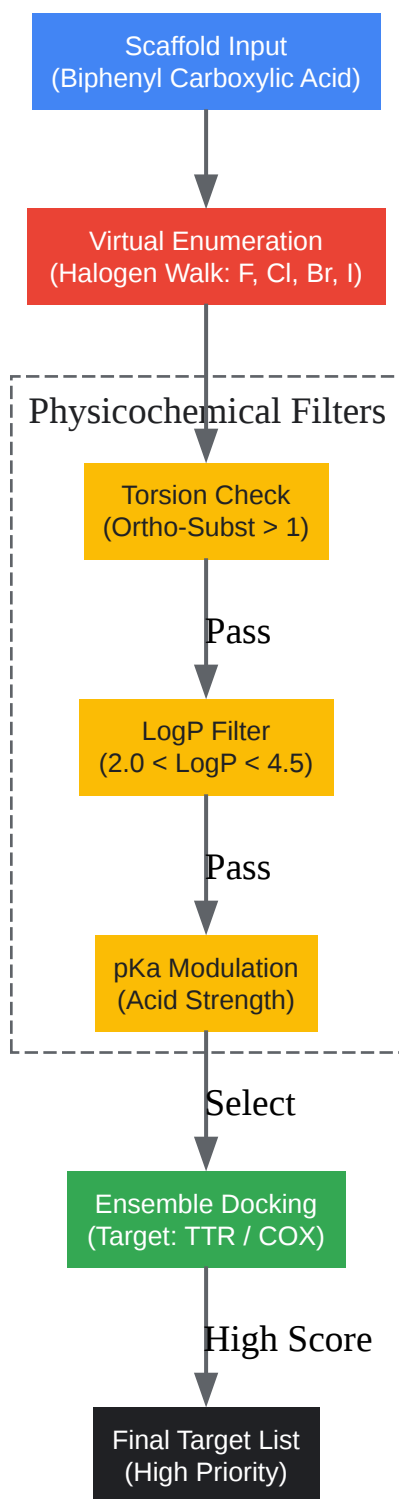 Scaffold Input
(Biphenyl Carboxylic Acid)
Virtual Enumeration
(Halogen Walk: F, Cl, Br, I)
Physicochemical Filters
Torsion Check
(Ortho-Subst > 1)
Pass
LogP Filter
(2.0 < LogP < 4.5)
Pass
pKa Modulation
(Acid Strength)
Select
Ensemble Docking
(Target: TTR / COX)
High Score
Final Target List
(High Priority)